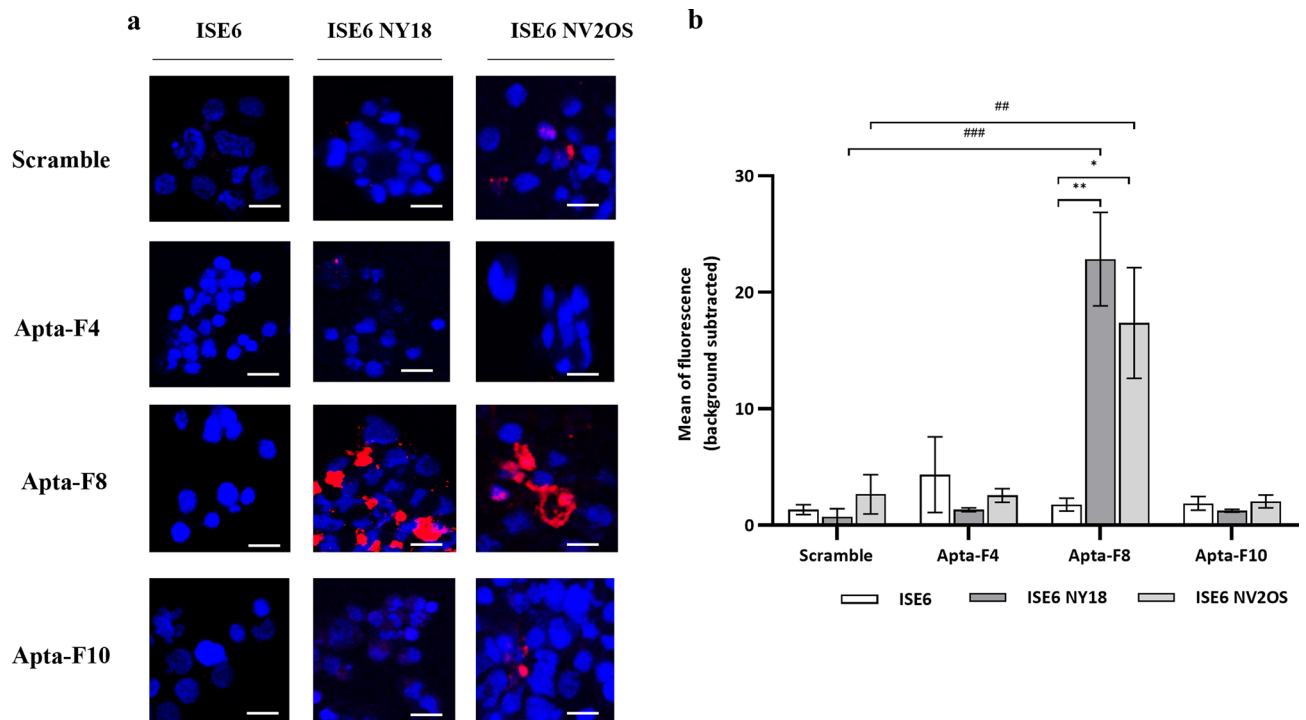 a
ISE6
ISE6 NY18
ISE6 NV2OS
Scramble
Apta-F4
Apta-F8
Apta-F10
b
##
###
*
**
30
20
10
0
Mean of fluorescence
(background subtracted)
Scramble
Apta-F4
Apta-F8
Apta-F10
ISE6
ISE6 NY18
ISE6 NV2OS